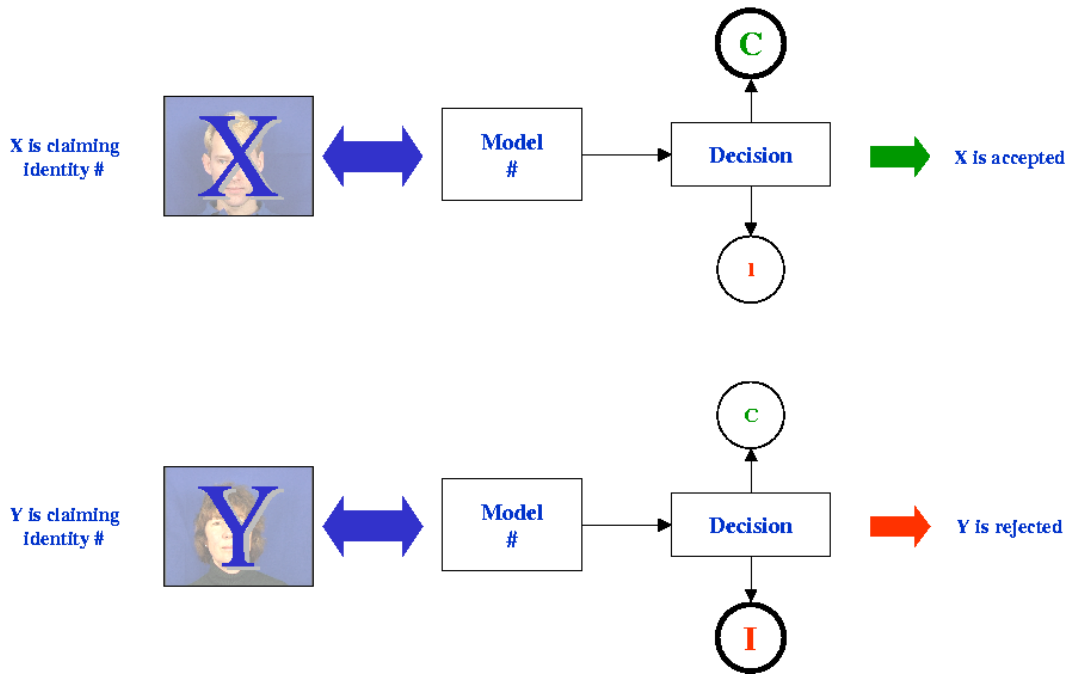 C
X is claiming
identity #
X
Model
#
Decision
X is accepted
I
C
Y is claiming
identity #
Y
Model
#
Decision
Y is rejected
I